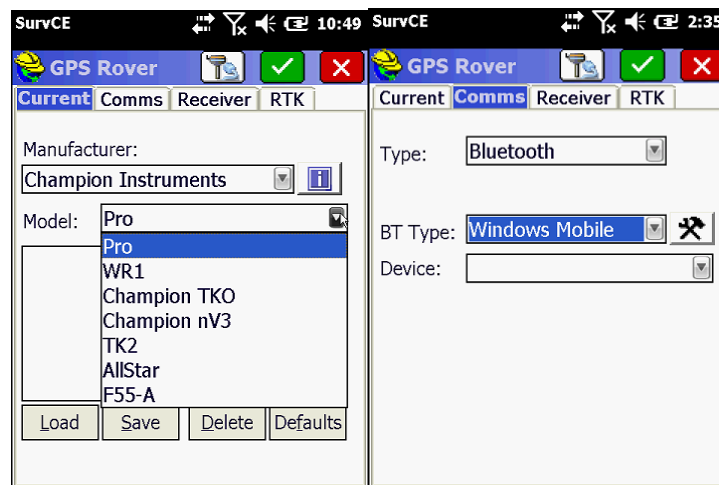 SurvCE 10:49
GPS Rover
Current Comms Receiver RTK
Manufacturer:
Champion Instruments
Model: Pro
Pro
WR1
Champion TKO
Champion nV3
TK2
AllStar
F55-A
Load Save Delete Defaults
SurvCE 2:35
GPS Rover
Current Comms Receiver RTK
Type: Bluetooth
BT Type: Windows Mobile
Device: